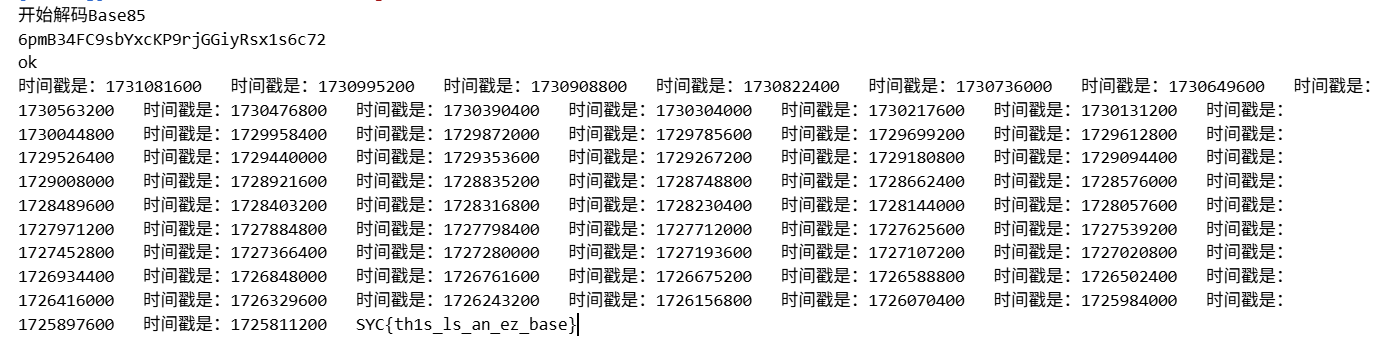 开始解码Base85
6pmB34FC9sbYxcKP9rjGGiyRsx1s6c72
ok
时间戳是：1731081600 时间戳是：1730995200 时间戳是：1730908800 时间戳是：1730822400 时间戳是：1730736000 时间戳是：1730649600 时间戳是：
1730563200 时间戳是：1730476800 时间戳是：1730390400 时间戳是：1730304000 时间戳是：1730217600 时间戳是：1730131200 时间戳是：
1730044800 时间戳是：1729958400 时间戳是：1729872000 时间戳是：1729785600 时间戳是：1729699200 时间戳是：1729612800 时间戳是：
1729526400 时间戳是：1729440000 时间戳是：1729353600 时间戳是：1729267200 时间戳是：1729180800 时间戳是：1729094400 时间戳是：
1729008000 时间戳是：1728921600 时间戳是：1728835200 时间戳是：1728748800 时间戳是：1728662400 时间戳是：1728576000 时间戳是：
1728489600 时间戳是：1728403200 时间戳是：1728316800 时间戳是：1728230400 时间戳是：1728144000 时间戳是：1728057600 时间戳是：
1727971200 时间戳是：1727884800 时间戳是：1727798400 时间戳是：1727712000 时间戳是：1727625600 时间戳是：1727539200 时间戳是：
1727452800 时间戳是：1727366400 时间戳是：1727280000 时间戳是：1727193600 时间戳是：1727107200 时间戳是：1727020800 时间戳是：
1726934400 时间戳是：1726848000 时间戳是：1726761600 时间戳是：1726675200 时间戳是：1726588800 时间戳是：1726502400 时间戳是：
1726416000 时间戳是：1726329600 时间戳是：1726243200 时间戳是：1726156800 时间戳是：1726070400 时间戳是：1725984000 时间戳是：
1725897600 时间戳是：1725811200 SYC{th1s_ls_an_ez_base}